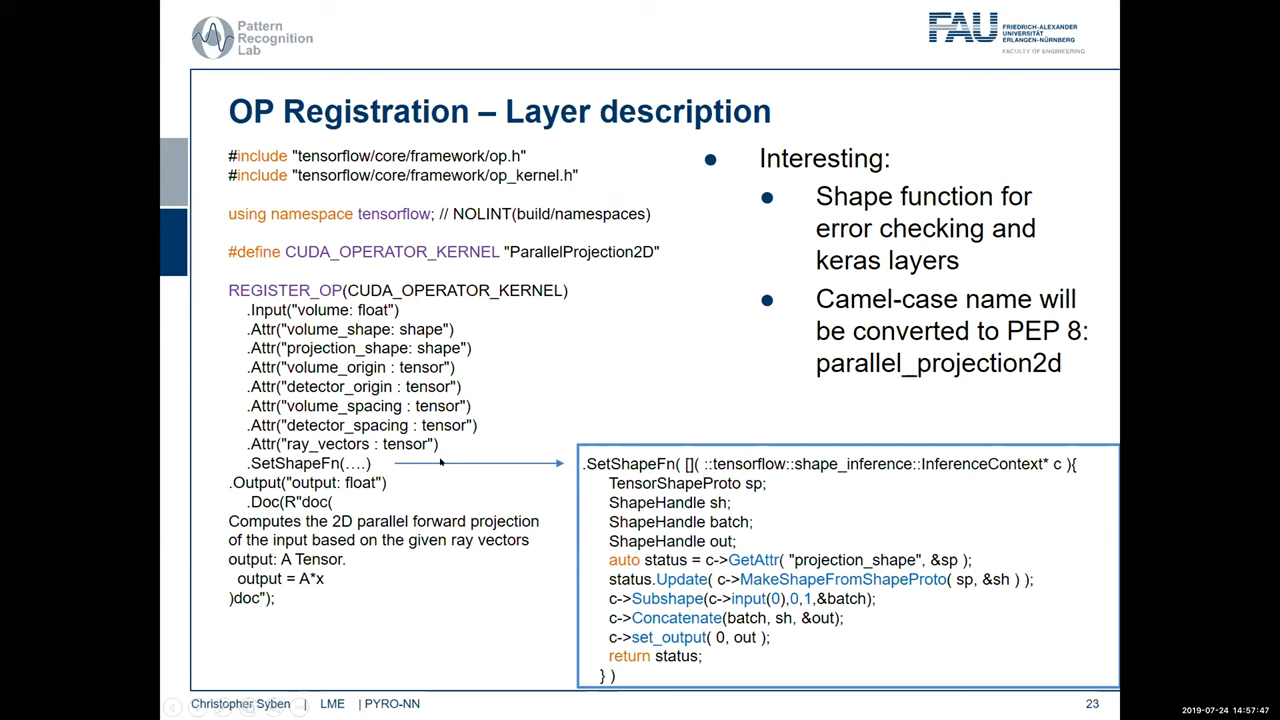 Pattern
Recognition
Lab
FAU
FRIEDRICH-ALEXANDER
UNIVERSITÄT
ERLANGEN-NÜRNBERG
FACULTY OF ENGINEERING
OP Registration – Layer description
#include "tensorflow/core/framework/op.h"
#include "tensorflow/core/framework/op_kernel.h"
using namespace tensorflow; // NOLINT(build/namespaces)
#define CUDA_OPERATOR_KERNEL "ParallelProjection2D"
REGISTER_OP(CUDA_OPERATOR_KERNEL)
.Input("volume: float")
.Attr("volume_shape: shape")
.Attr("projection_shape: shape")
.Attr("volume_origin : tensor")
.Attr("detector_origin : tensor")
.Attr("volume_spacing : tensor")
.Attr("detector_spacing : tensor")
.Attr("ray_vectors : tensor")
.SetShapeFn(....)
.Output("output: float")
.Doc(R"doc(
Computes the 2D parallel forward projection
of the input based on the given ray vectors
output: A Tensor.
output = A*x
)doc");
Interesting:
Shape function for
error checking and
keras layers
Camel-case name will
be converted to PEP 8:
parallel_projection2d
.SetShapeFn( []( ::tensorflow::shape_inference::InferenceContext* c ){
TensorShapeProto sp;
ShapeHandle sh;
ShapeHandle batch;
ShapeHandle out;
auto status = c->GetAttr( "projection_shape", &sp );
status.Update( c->MakeShapeFromShapeProto( sp, &sh ) );
c->Subshape(c->input(0),0,1,&batch);
c->Concatenate(batch, sh, &out);
c->set_output( 0, out );
return status;
} )
Christopher Syben | LME | PYRO-NN
23
2019-07-24 14:57:47